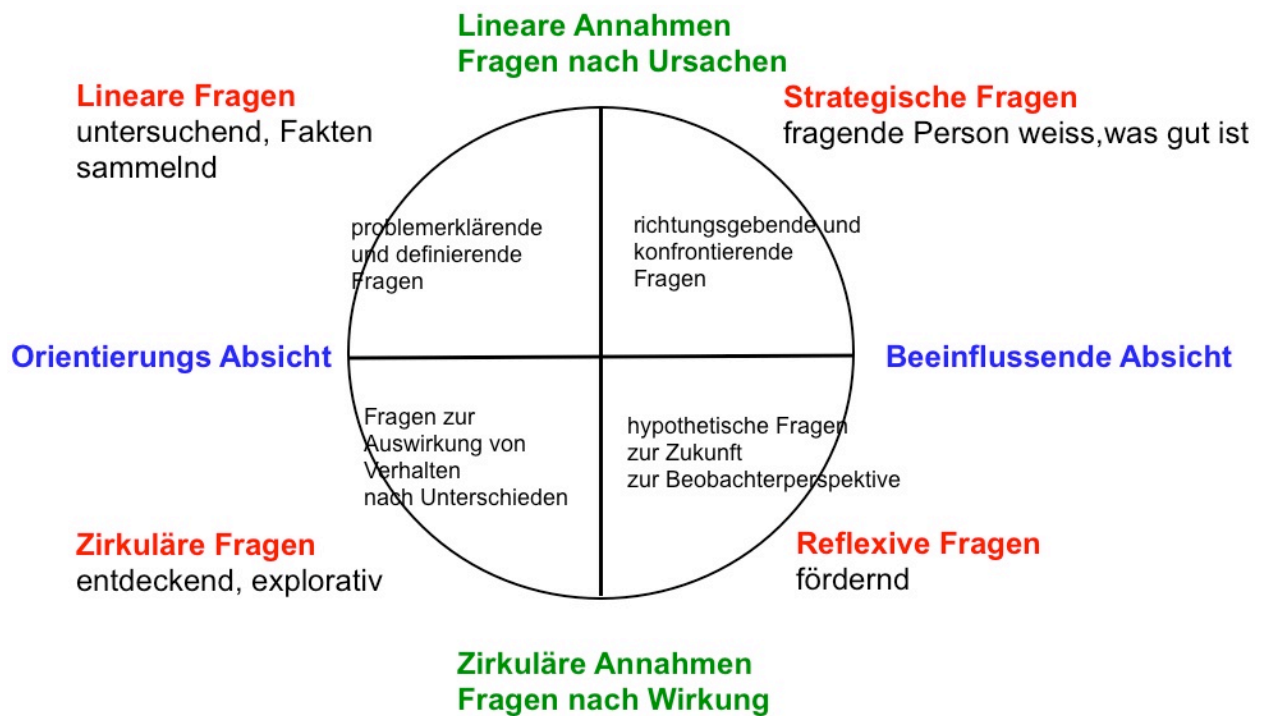 Lineare Annahmen
Fragen nach Ursachen
Lineare Fragen
untersuchend, Fakten
sammelnd
Strategische Fragen
fragende Person weiss,was gut ist
problemerklärende
und definierende
Fragen
richtungsgebende und
konfrontierende
Fragen
Orientierungs Absicht
Beeinflussende Absicht
Fragen zur
Auswirkung von
Verhalten
nach Unterschieden
hypothetische Fragen
zur Zukunft
zur Beobachterperspektive
Zirkuläre Fragen
entdeckend, explorativ
Reflexive Fragen
fördernd
Zirkuläre Annahmen
Fragen nach Wirkung